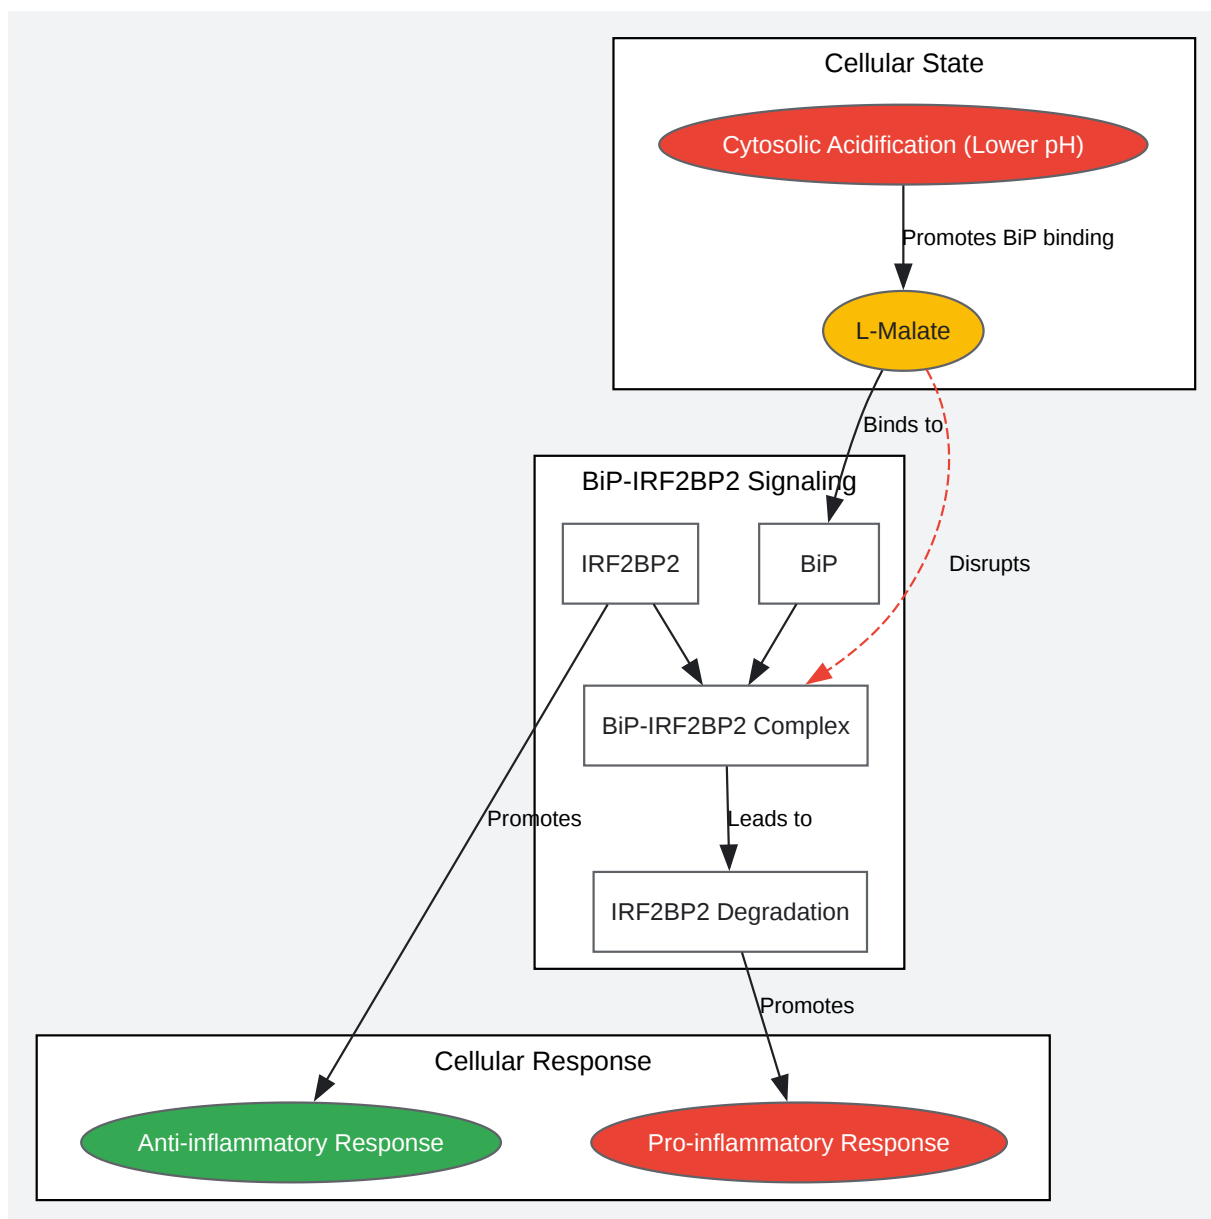 Cellular State
Cytosolic Acidification (Lower pH)
Promotes BiP binding
L-Malate
Binds to
BiP-IRF2BP2 Signaling
IRF2BP2
BiP
Disrupts
BiP-IRF2BP2 Complex
Promotes
Leads to
IRF2BP2 Degradation
Promotes
Cellular Response
Anti-inflammatory Response
Pro-inflammatory Response